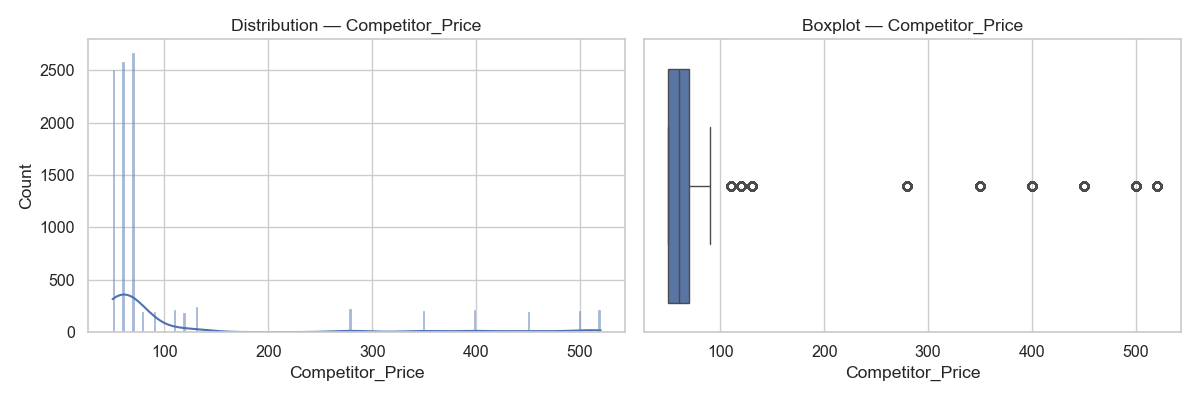 Distribution — Competitor_Price
Count
2500
2000
1500
1000
500
0
100 200 300 400 500
Competitor_Price
Boxplot — Competitor_Price
100 200 300 400 500
Competitor_Price